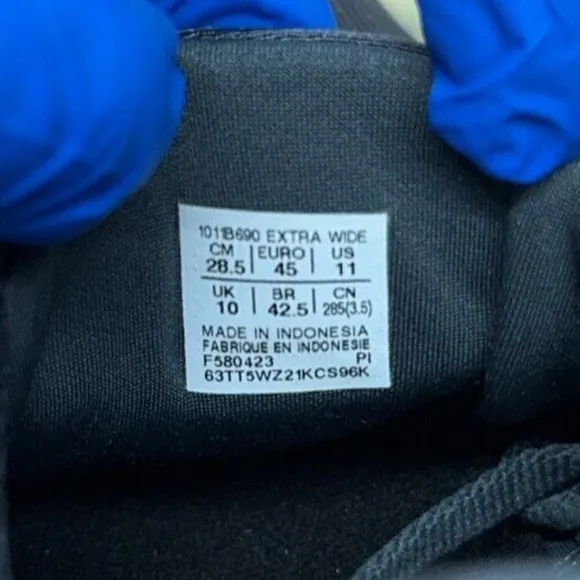 1011B690 EXTRA WIDE
CM | EURO | US
28.5 | 45 | 11
UK | BR | CN
10 | 42.5 | 285(3.5)
MADE IN INDONESIA
FABRIQUE EN INDONESIE
F580423 PI
63TT5WZ21KCS96K